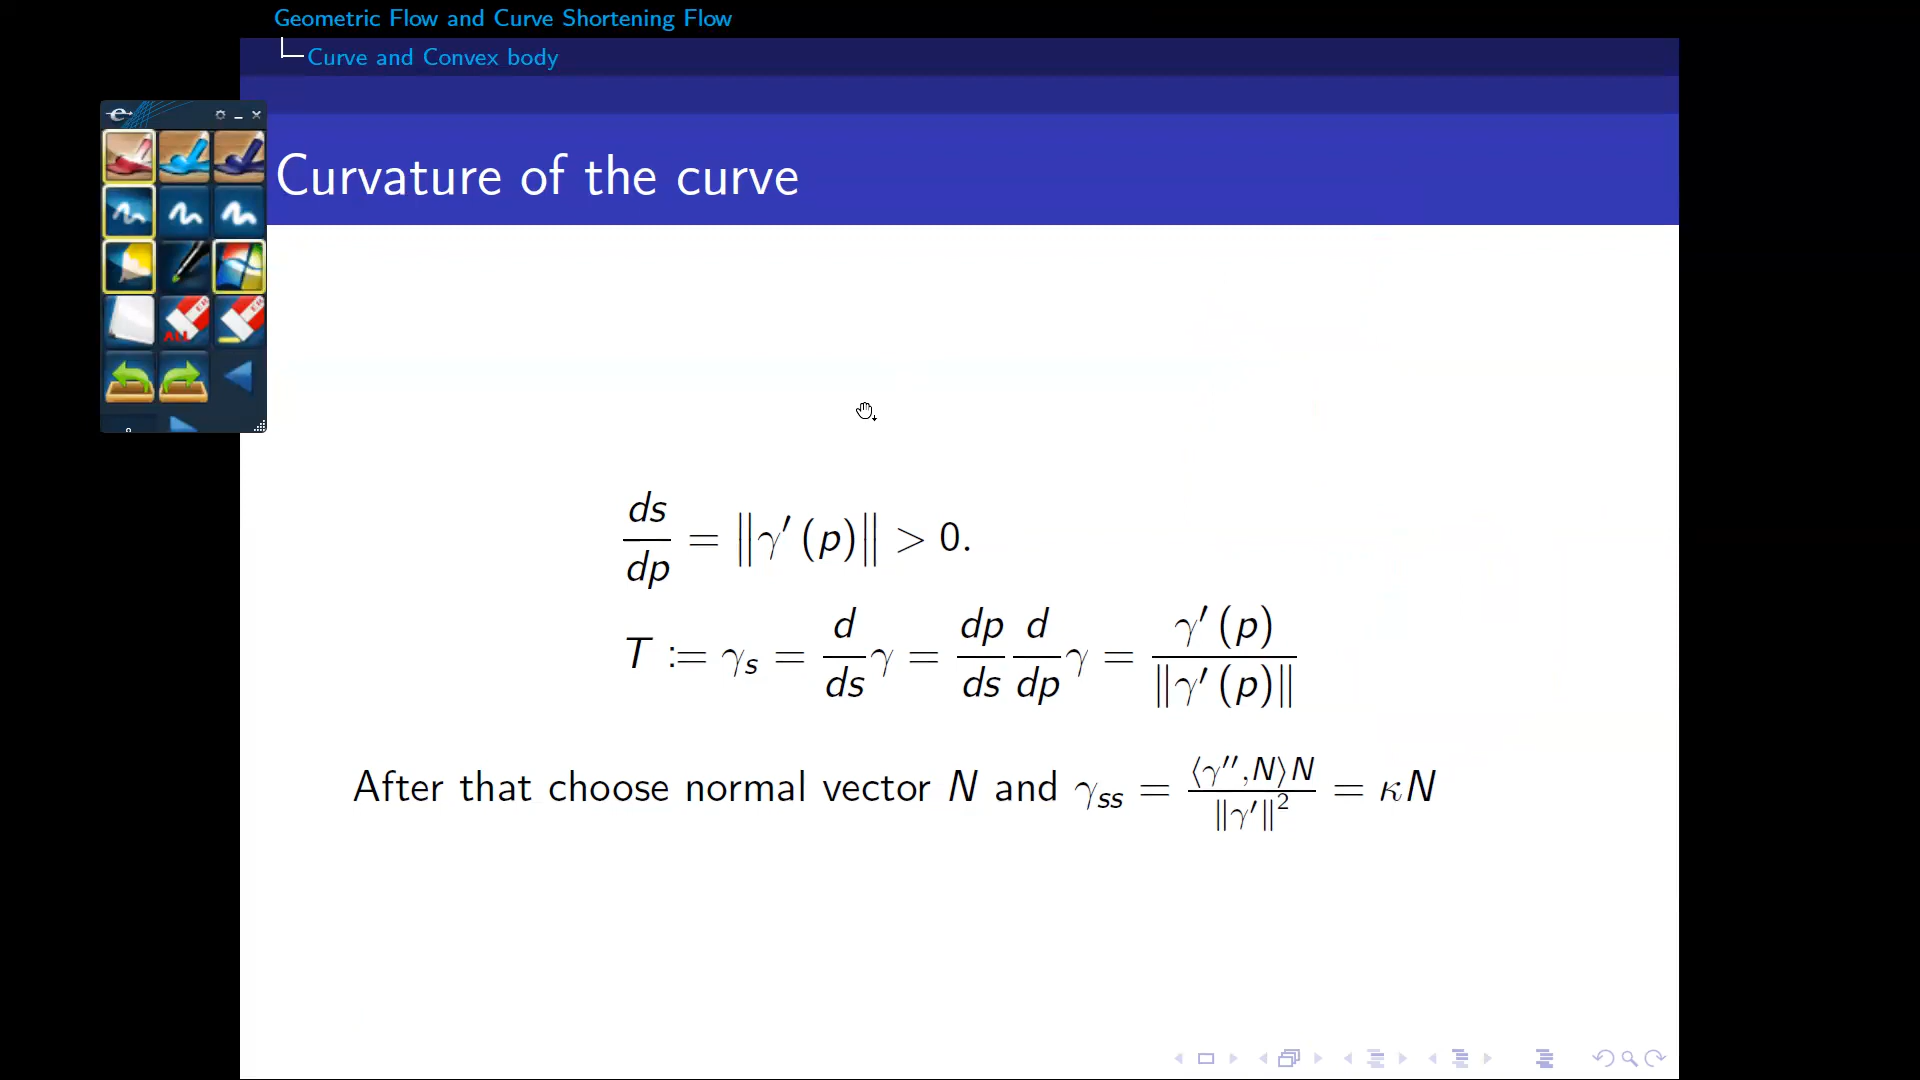 Geometric Flow and Curve Shortening Flow
Curve and Convex body
Curvature of the curve
ds/dp = ‖γ′ (p)‖ > 0.
T := γ_s = d/ds γ = dp/ds d/dp γ = γ′ (p)/‖γ′ (p)‖
After that choose normal vector N and γ_ss = ⟨γ″,N⟩N/‖γ′‖² = κN